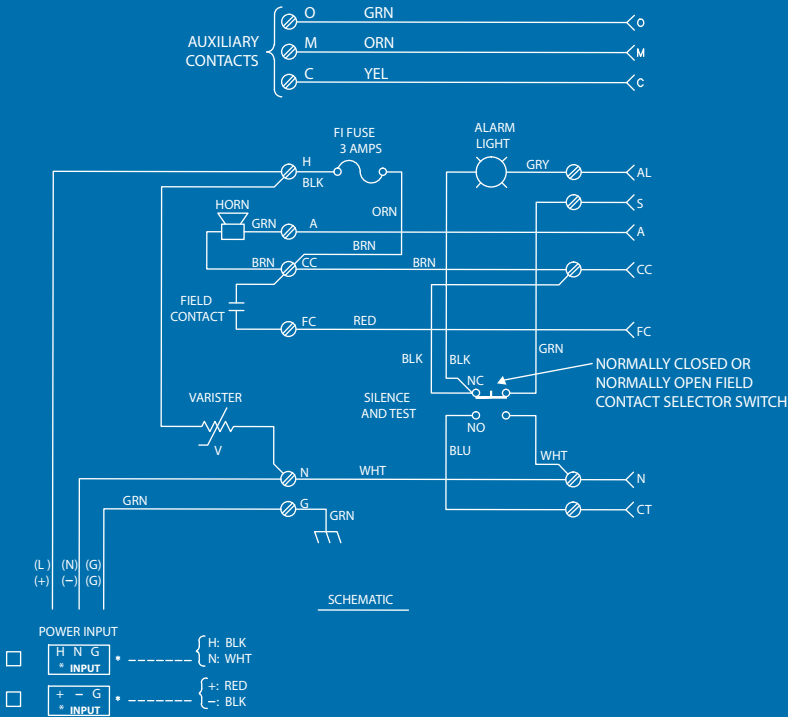 O GRN O
AUXILIARY
CONTACTS
M ORN M
C YEL C
FI FUSE
3 AMPS
ALARM
LIGHT
H
BLK
GRY AL
S
HORN
ORN
GRN A A
BRN
BRN CC BRN CC
FIELD
CONTACT
FC RED FC
BLK BLK GRN
NORMALLY CLOSED OR
NORMALLY OPEN FIELD
CONTACT SELECTOR SWITCH
NC
VARISTER
SILENCE
AND TEST
NO
V
BLU WHT
N WHT N
GRN G
GRN
CT
(L) (N) (G)
(+) (−) (G)
SCHEMATIC
POWER INPUT
H N G
* INPUT
* ------
H: BLK
N: WHT
+ − G
* INPUT
* ------
+: RED
−: BLK